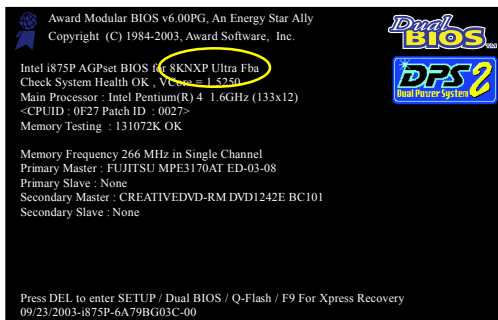 Award Modular BIOS v6.00PG, An Energy Star Ally
Copyright (C) 1984-2003, Award Software, Inc.
Dual
BIOS TM
Intel i875P AGPset BIOS for 8KNXP Ultra Fba
Check System Health OK , VCore = 1.5250
Main Processor : Intel Pentium(R) 4 1.6GHz (133x12)
<CPUID : 0F27 Patch ID : 0027>
Memory Testing : 131072K OK
DPS 2
Dual Power System
Memory Frequency 266 MHz in Single Channel
Primary Master : FUJITSU MPE3170AT ED-03-08
Primary Slave : None
Secondary Master : CREATIVEDVD-RM DVD1242E BC101
Secondary Slave : None
Press DEL to enter SETUP / Dual BIOS / Q-Flash / F9 For Xpress Recovery
09/23/2003-i875P-6A79BG03C-00